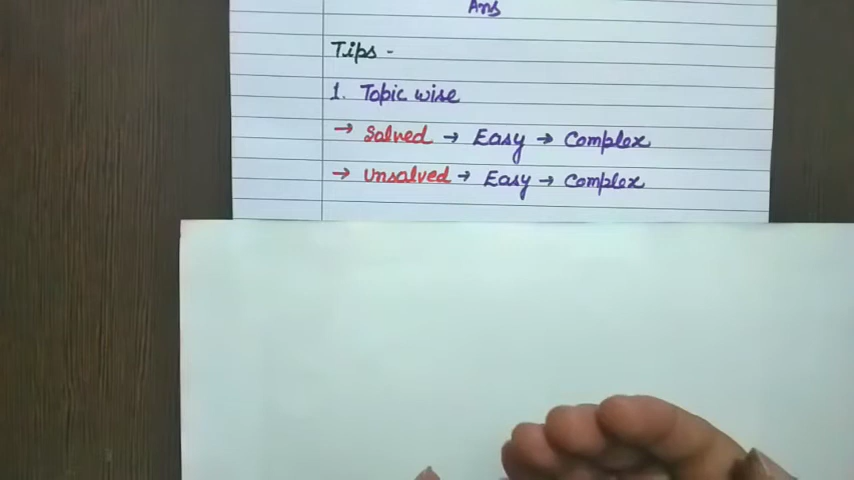 Ans
Tips -
1. Topic wise
→ Solved → Easy → Complex
→ Unsolved → Easy → Complex